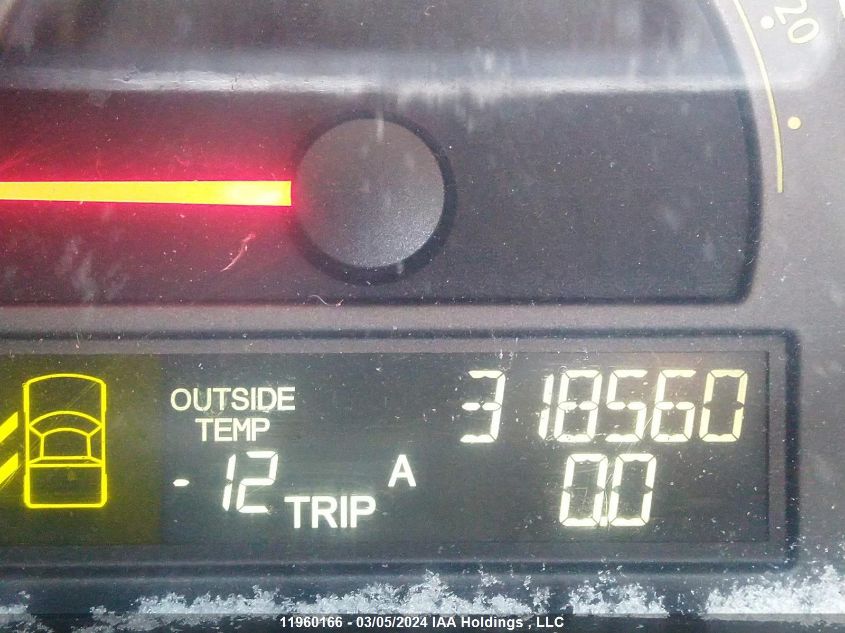 20
OUTSIDE
TEMP
318560
-12
TRIP
A
0.0
11960166 - 03/05/2024 IAA Holdings , LLC